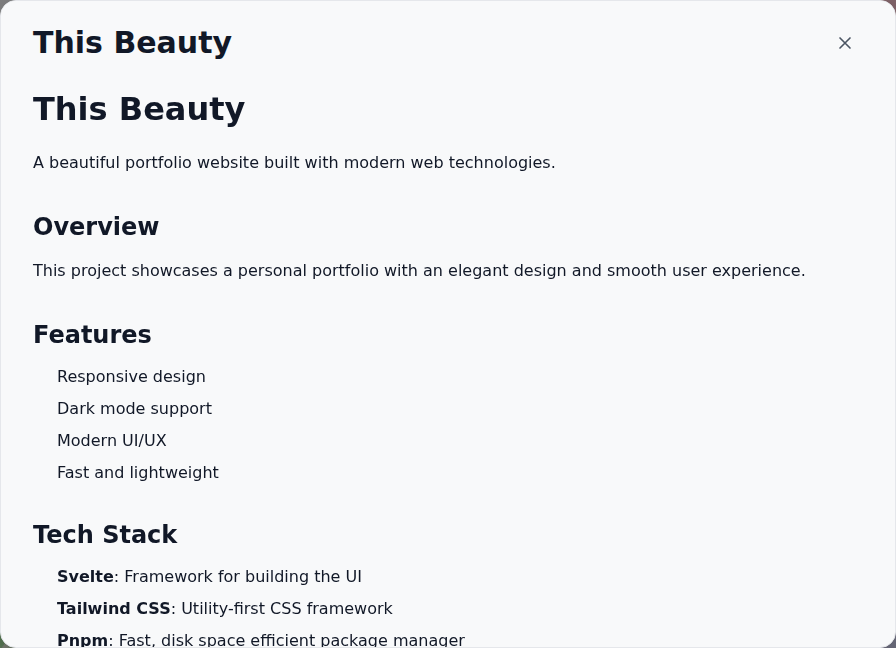 This Beauty
This Beauty
A beautiful portfolio website built with modern web technologies.
Overview
This project showcases a personal portfolio with an elegant design and smooth user experience.
Features
Responsive design
Dark mode support
Modern UI/UX
Fast and lightweight
Tech Stack
Svelte: Framework for building the UI
Tailwind CSS: Utility-first CSS framework
Pnpm: Fast, disk space efficient package manager